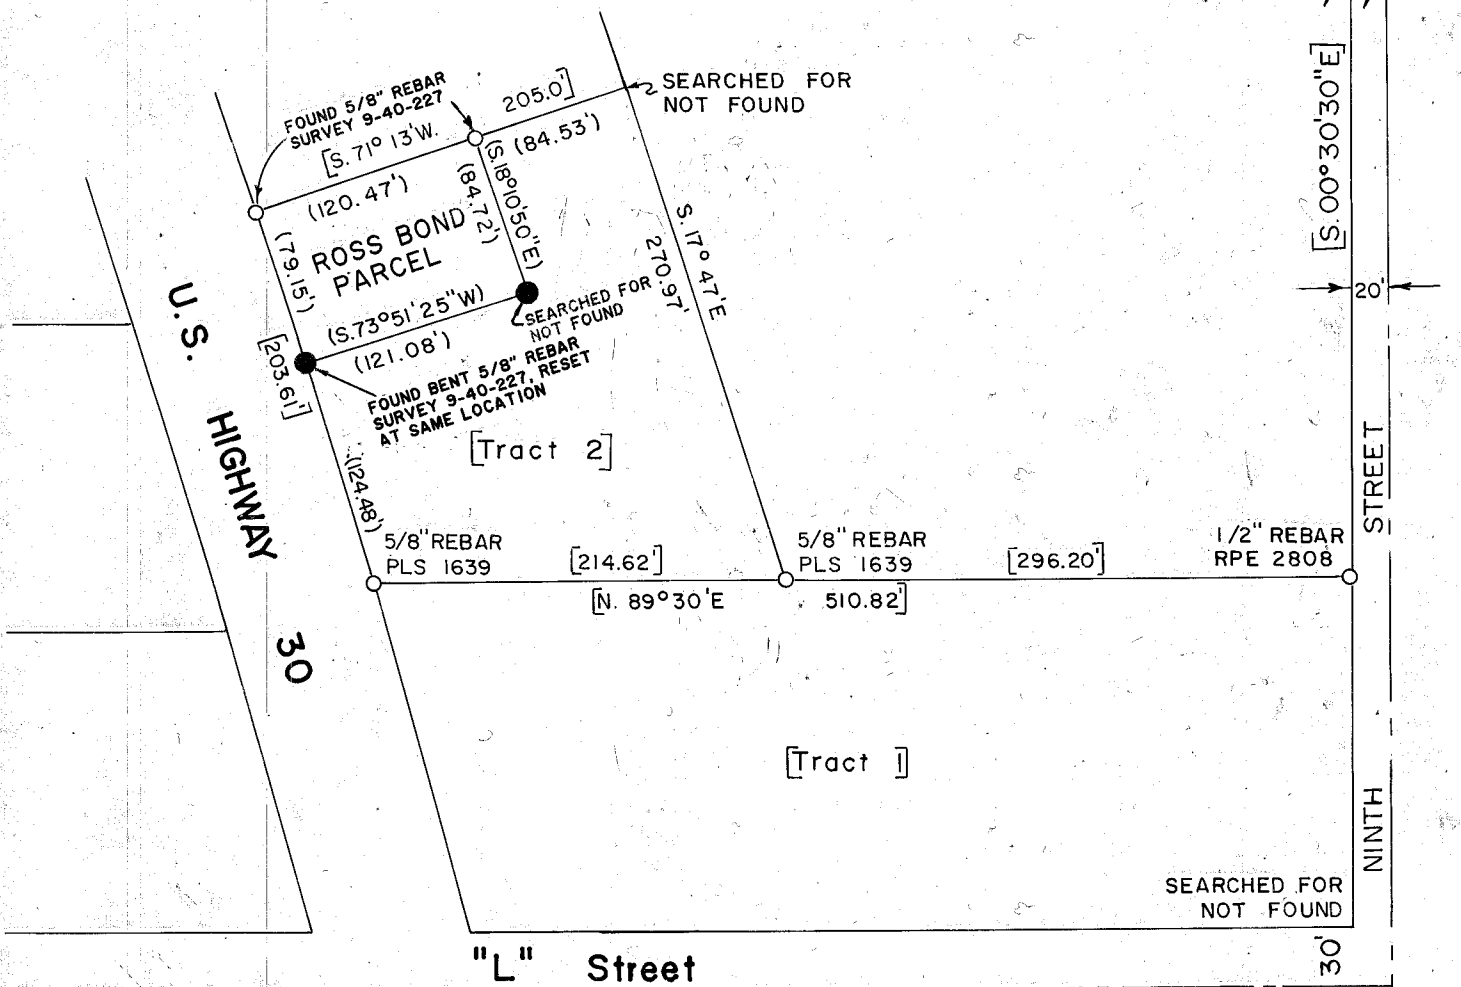 [S. 00°30'30"E]
SEARCHED FOR
NOT FOUND
FOUND 5/8" REBAR
SURVEY 9-40-227
[S. 71° 13'W.
205.0']
(84.53')
(120.47')
(S.18°10'50"E)
(84.72')
ROSS BOND
PARCEL
(79.15')
(S.73°51'25"W)
(121.08')
SEARCHED FOR
NOT FOUND
S. 17° 47'E
270.97'
20'
U.S.
HIGHWAY
30
[203.61']
FOUND BENT 5/8" REBAR
SURVEY 9-40-227, RESET
AT SAME LOCATION
[Tract 2]
(124.48')
5/8" REBAR
PLS 1639
[214.62']
5/8" REBAR
PLS 1639
[296.20']
1/2" REBAR
RPE 2808
[N. 89°30'E
510.82']
STREET
[Tract 1]
NINTH
SEARCHED FOR
NOT FOUND
30'
"L" Street